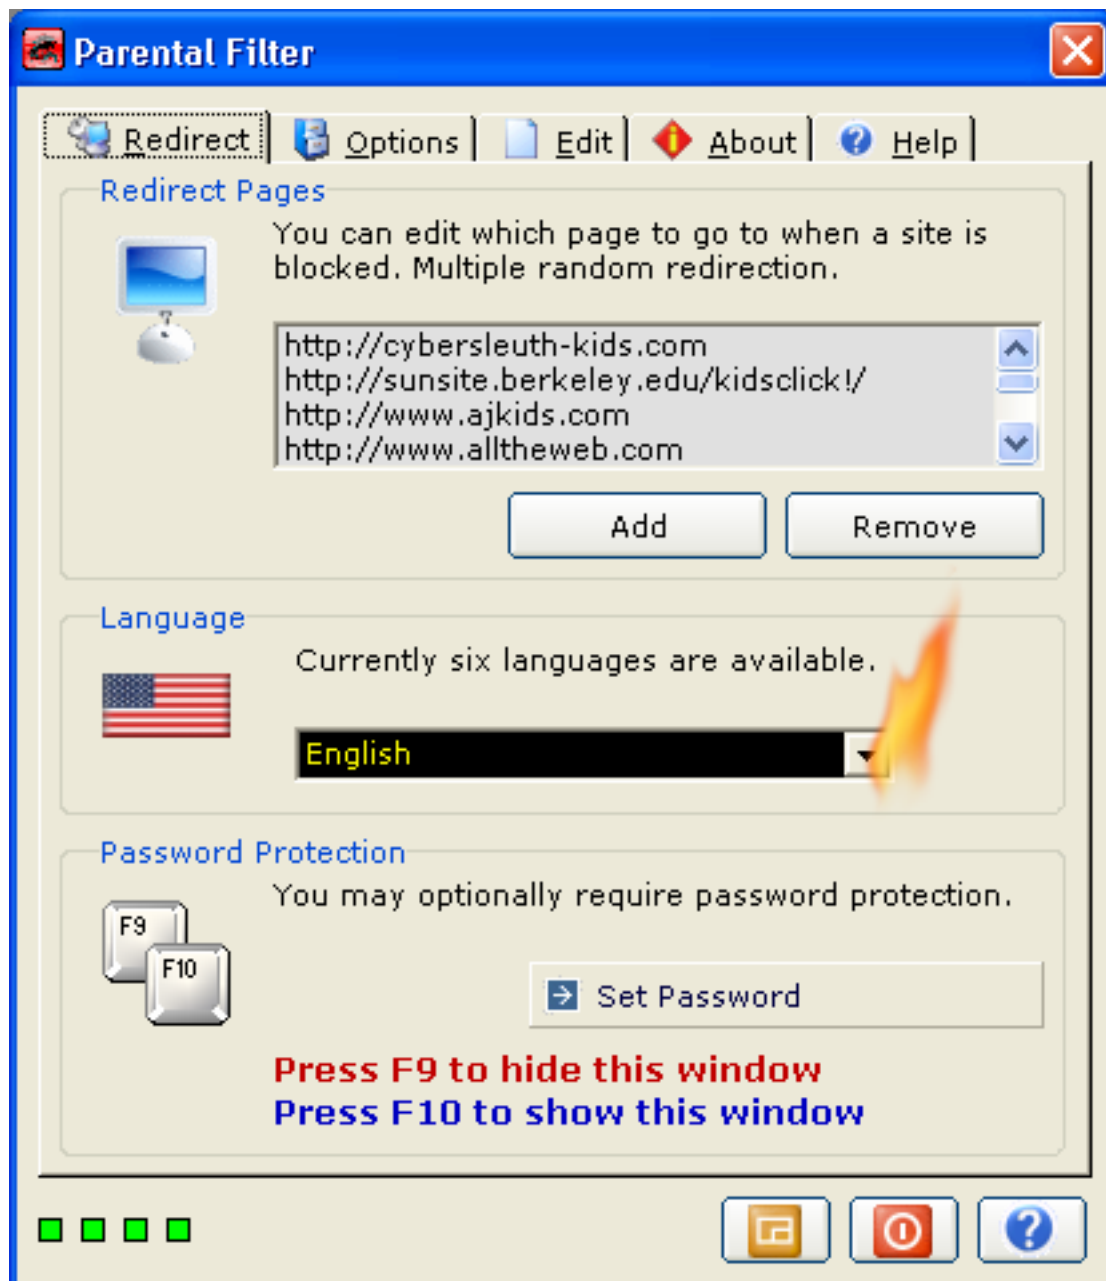 Parental Filter
Redirect Options Edit About Help
Redirect Pages
You can edit which page to go to when a site is
blocked. Multiple random redirection.
http://cybersleuth-kids.com
http://sunsite.berkeley.edu/kidsclick!/
http://www.ajkids.com
http://www.alltheweb.com
Add Remove
Language
Currently six languages are available.
English
Password Protection
You may optionally require password protection.
F9
F10
Set Password
Press F9 to hide this window
Press F10 to show this window